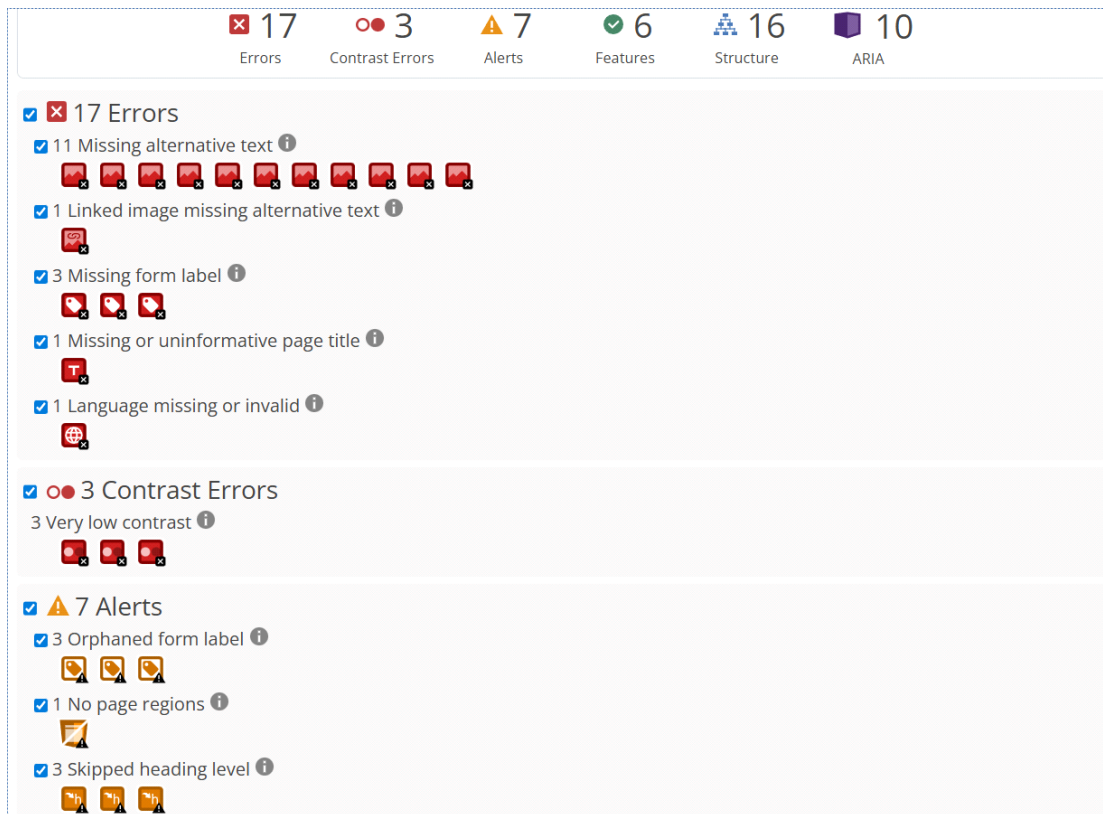 17 3 7 6 16 10
Errors Contrast Errors Alerts Features Structure ARIA
17 Errors
11 Missing alternative text
1 Linked image missing alternative text
3 Missing form label
1 Missing or uninformative page title
1 Language missing or invalid
3 Contrast Errors
3 Very low contrast
7 Alerts
3 Orphaned form label
1 No page regions
3 Skipped heading level